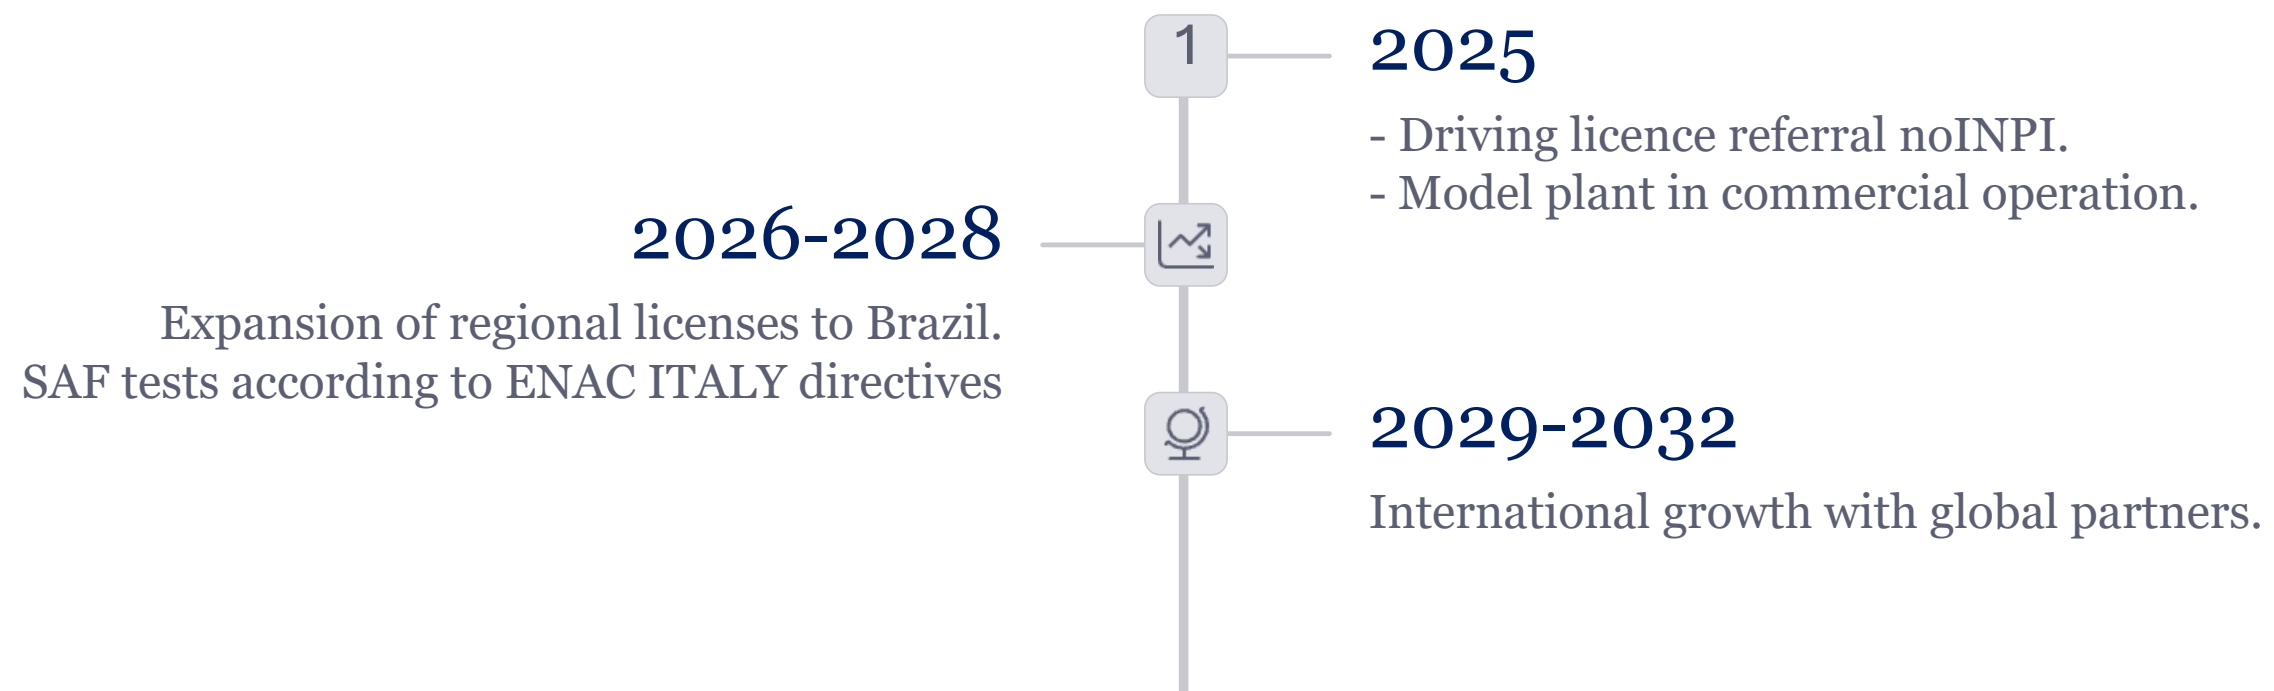 1
2025
- Driving licence referral noINPI.
- Model plant in commercial operation.
2026-2028
Expansion of regional licenses to Brazil.
SAF tests according to ENAC ITALY directives
2029-2032
International growth with global partners.